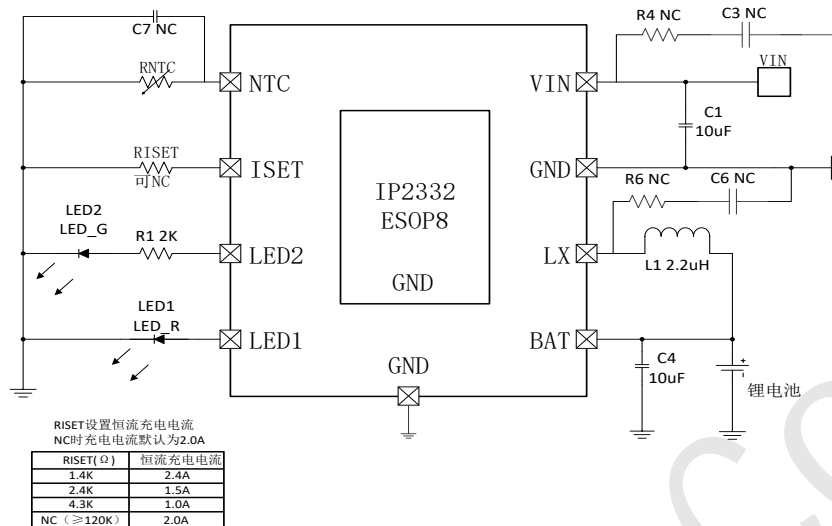 C7 NC
RNTC
NTC
RISET
可NC
ISET
LED2
LED_G
R1 2K
LED2
LED1
LED_R
LED1
IP2332
ESOP8
GND
GND
R4 NC
C3 NC
VIN
VIN
C1
10uF
GND
R6 NC
C6 NC
LX
L1 2.2uH
BAT
C4
10uF
+
-
锂电池
RISET设置恒流充电电流
NC时充电电流默认为2.0A
RISET(Ω) 恒流充电电流
1.4K 2.4A
2.4K 1.5A
4.3K 1.0A
NC（≥120K） 2.0A